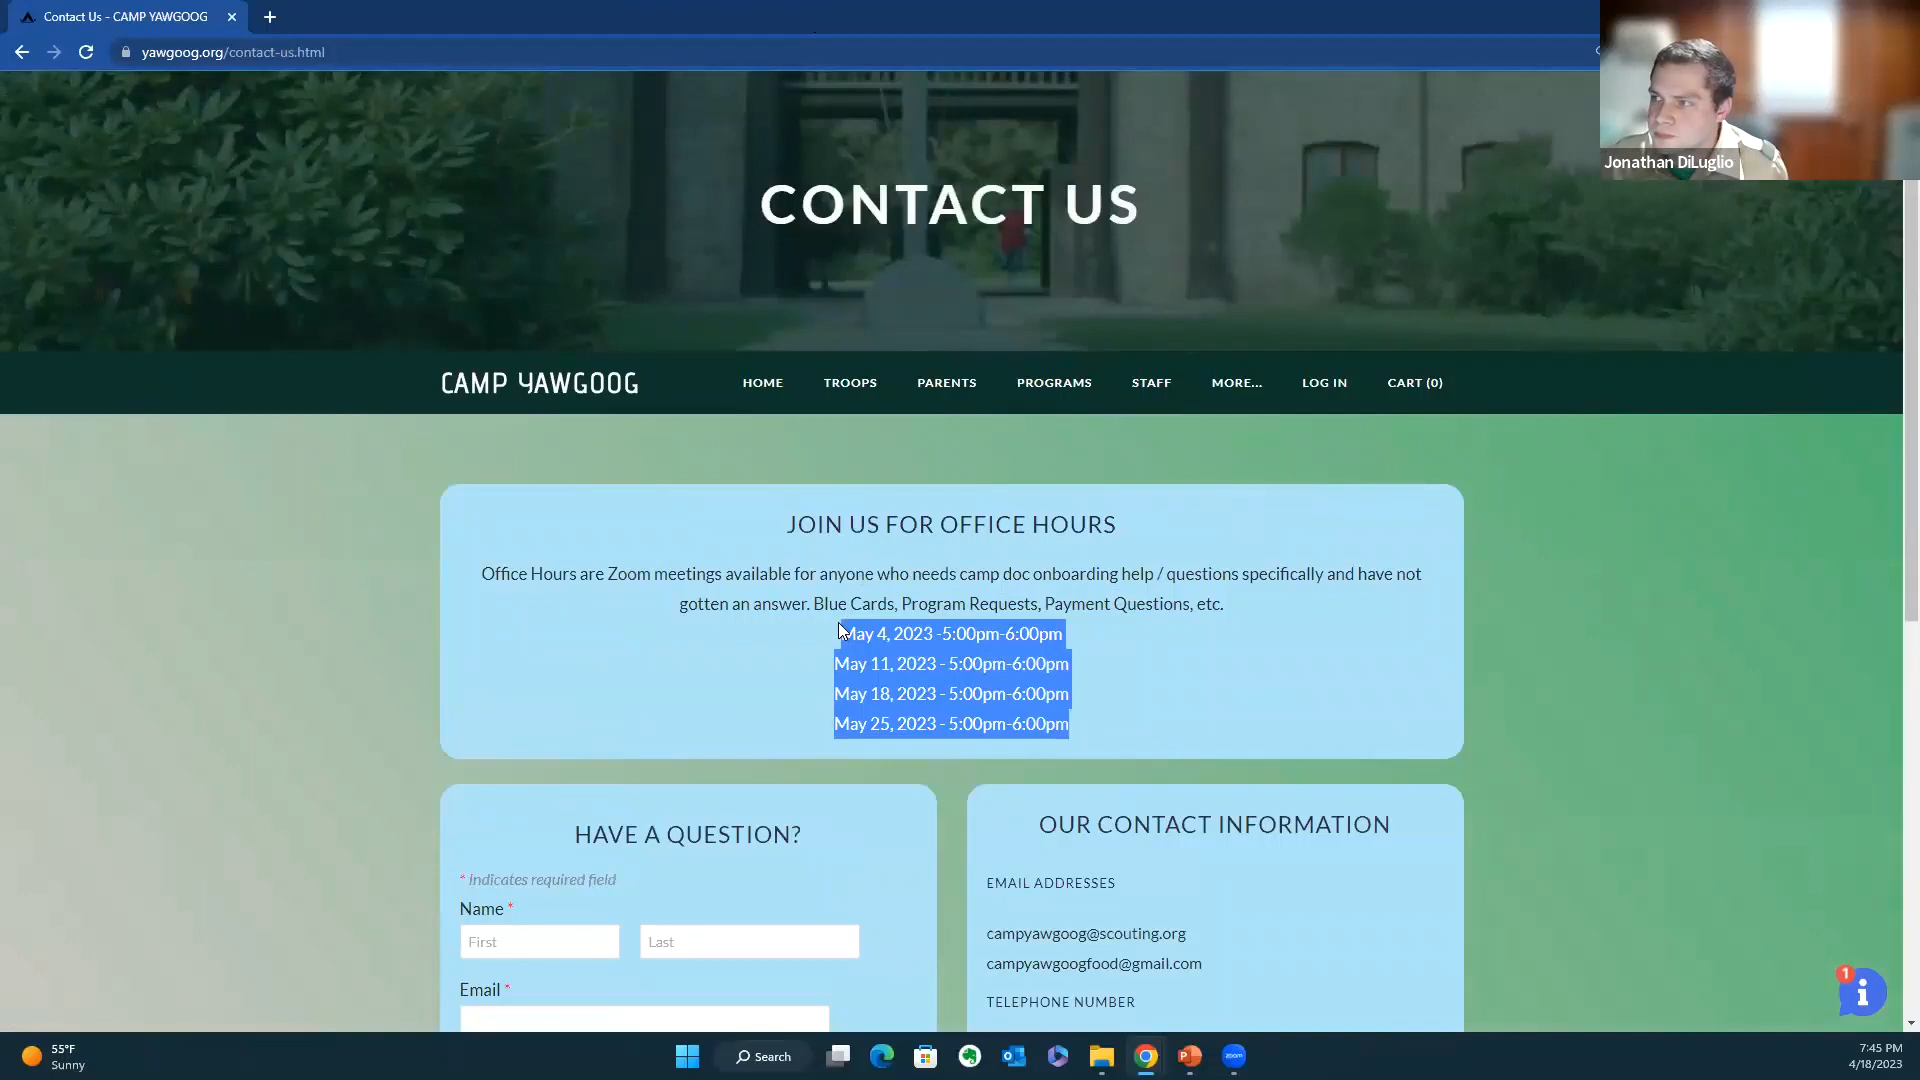 Contact Us - CAMP YAWGOOG
yawgoog.org/contact-us.html
Jonathan DiLuglio
CONTACT US
CAMP YAWGOOG
HOME
TROOPS
PARENTS
PROGRAMS
STAFF
MORE...
LOG IN
CART (0)
JOIN US FOR OFFICE HOURS
Office Hours are Zoom meetings available for anyone who needs camp doc onboarding help / questions specifically and have not
gotten an answer. Blue Cards, Program Requests, Payment Questions, etc.
May 4, 2023 -5:00pm-6:00pm
May 11, 2023 - 5:00pm-6:00pm
May 18, 2023 - 5:00pm-6:00pm
May 25, 2023 - 5:00pm-6:00pm
HAVE A QUESTION?
* Indicates required field
Name *
First
Last
Email *
OUR CONTACT INFORMATION
EMAIL ADDRESSES
campyawgoog@scouting.org
campyawgoogfood@gmail.com
TELEPHONE NUMBER
1
55°F
Sunny
Search
zoom
7:45 PM
4/18/2023